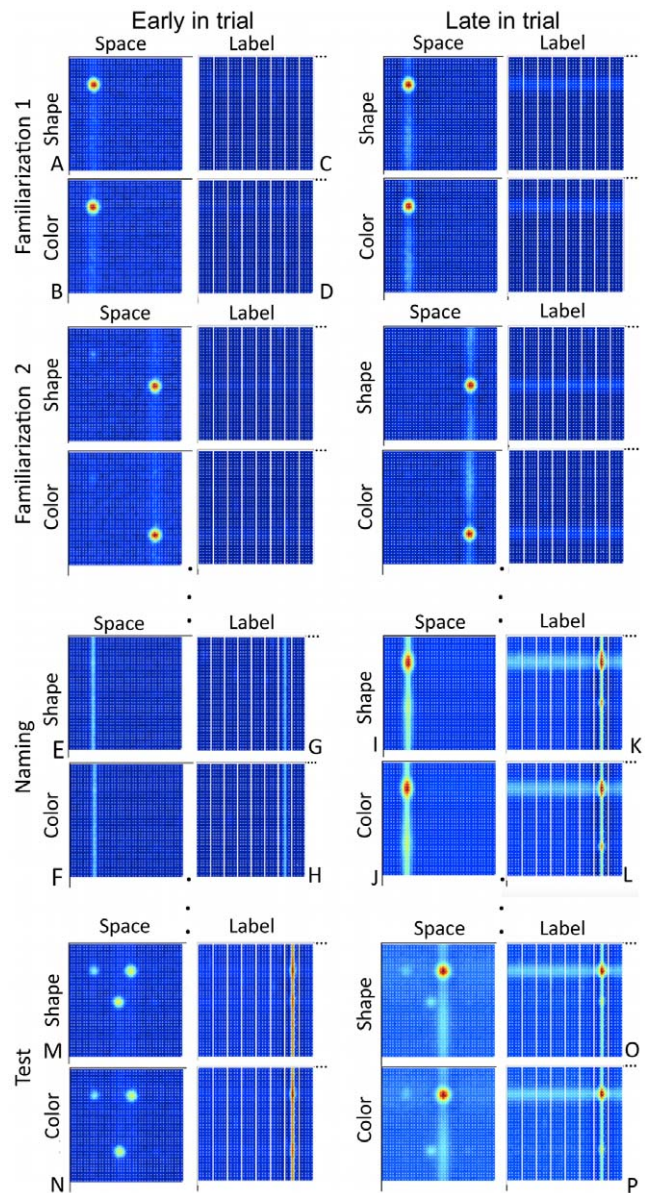 Early in trial Late in trial
Space Label ... Space Label ...
Familiarization 1
Shape Shape
A C
Color Color
B D
Space Label ... Space Label ...
Familiarization 2
Shape Shape
Color Color
Space Label ... Space Label ...
Naming
Shape Shape
E G I K
Color Color
F H J L
Space Label ... Space Label ...
Test
Shape Shape
M O
Color Color
N P